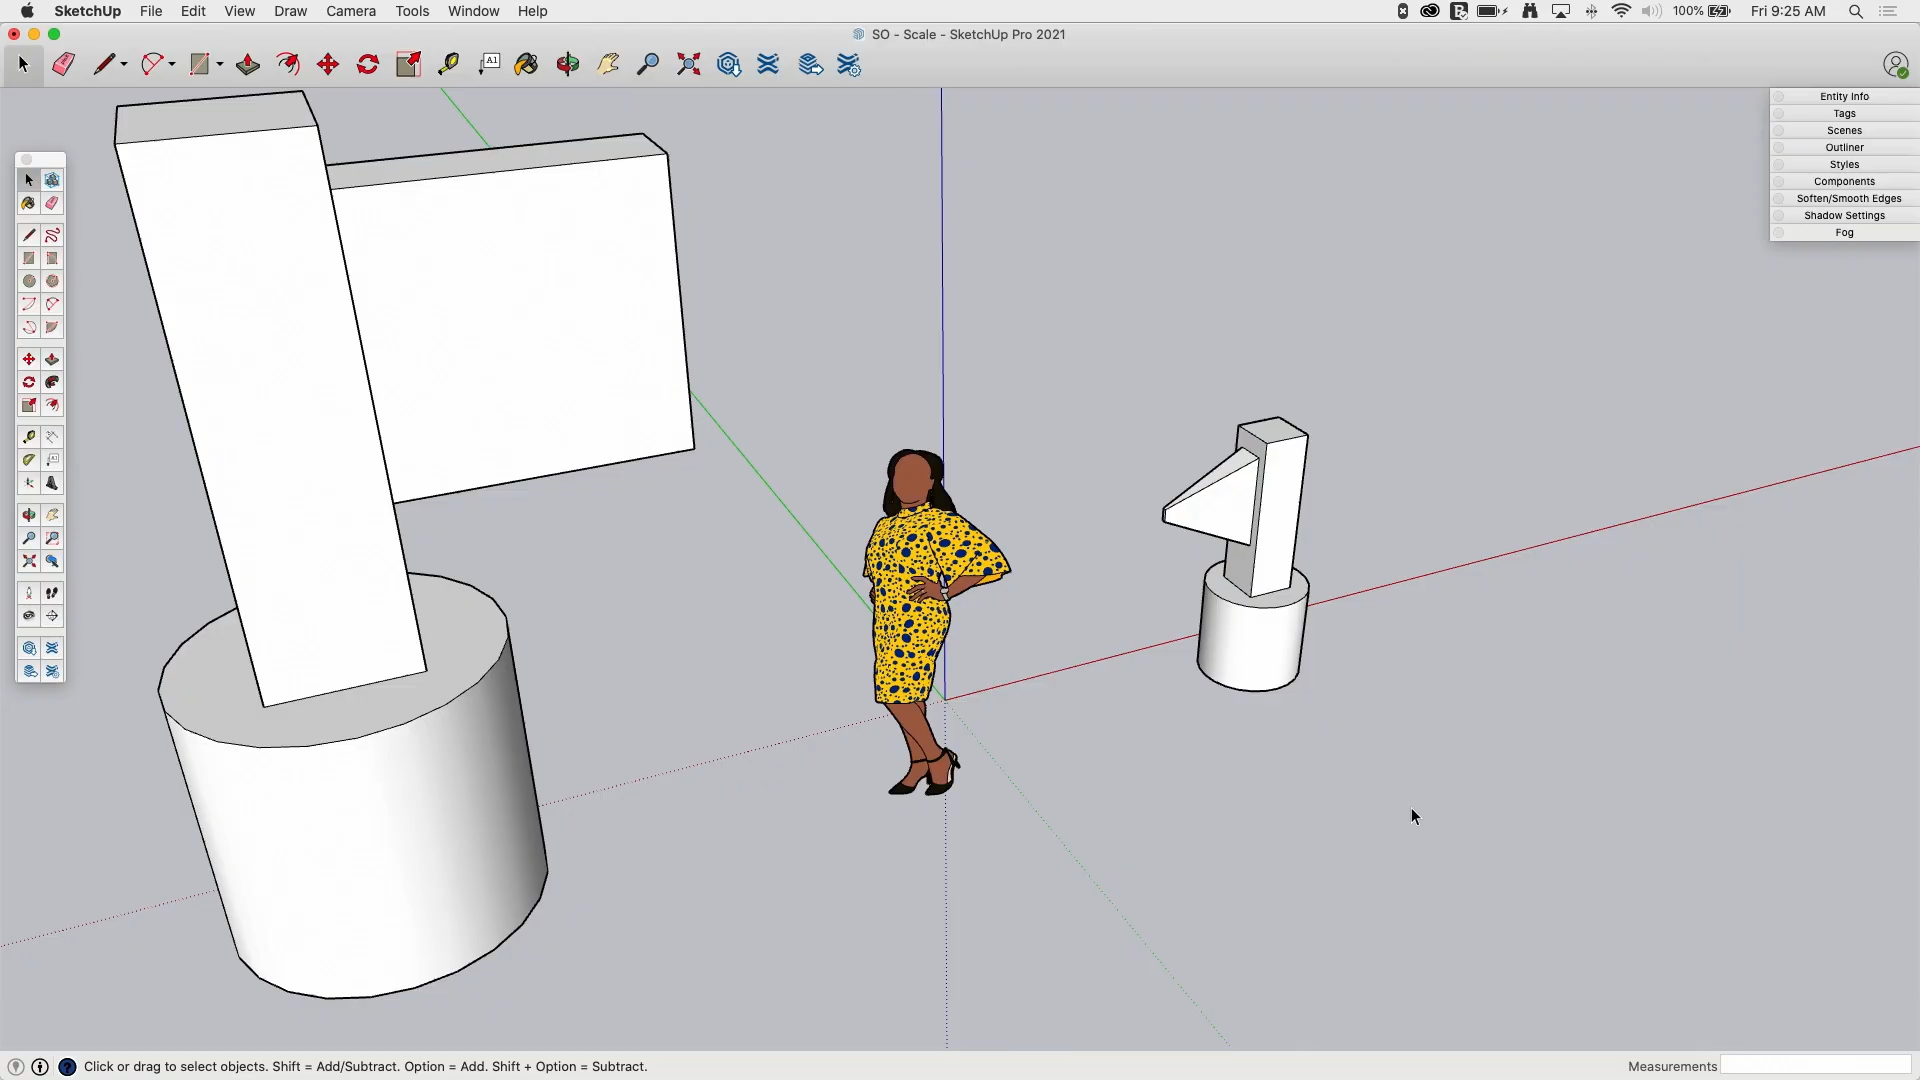 SketchUp File Edit View Draw Camera Tools Window Help 100% Fri 9:25 AM
SO - Scale - SketchUp Pro 2021
A1
Entity Info
Tags
Scenes
Outliner
Styles
Components
Soften/Smooth Edges
Shadow Settings
Fog
Click or drag to select objects. Shift = Add/Subtract. Option = Add. Shift + Option = Subtract.
Measurements